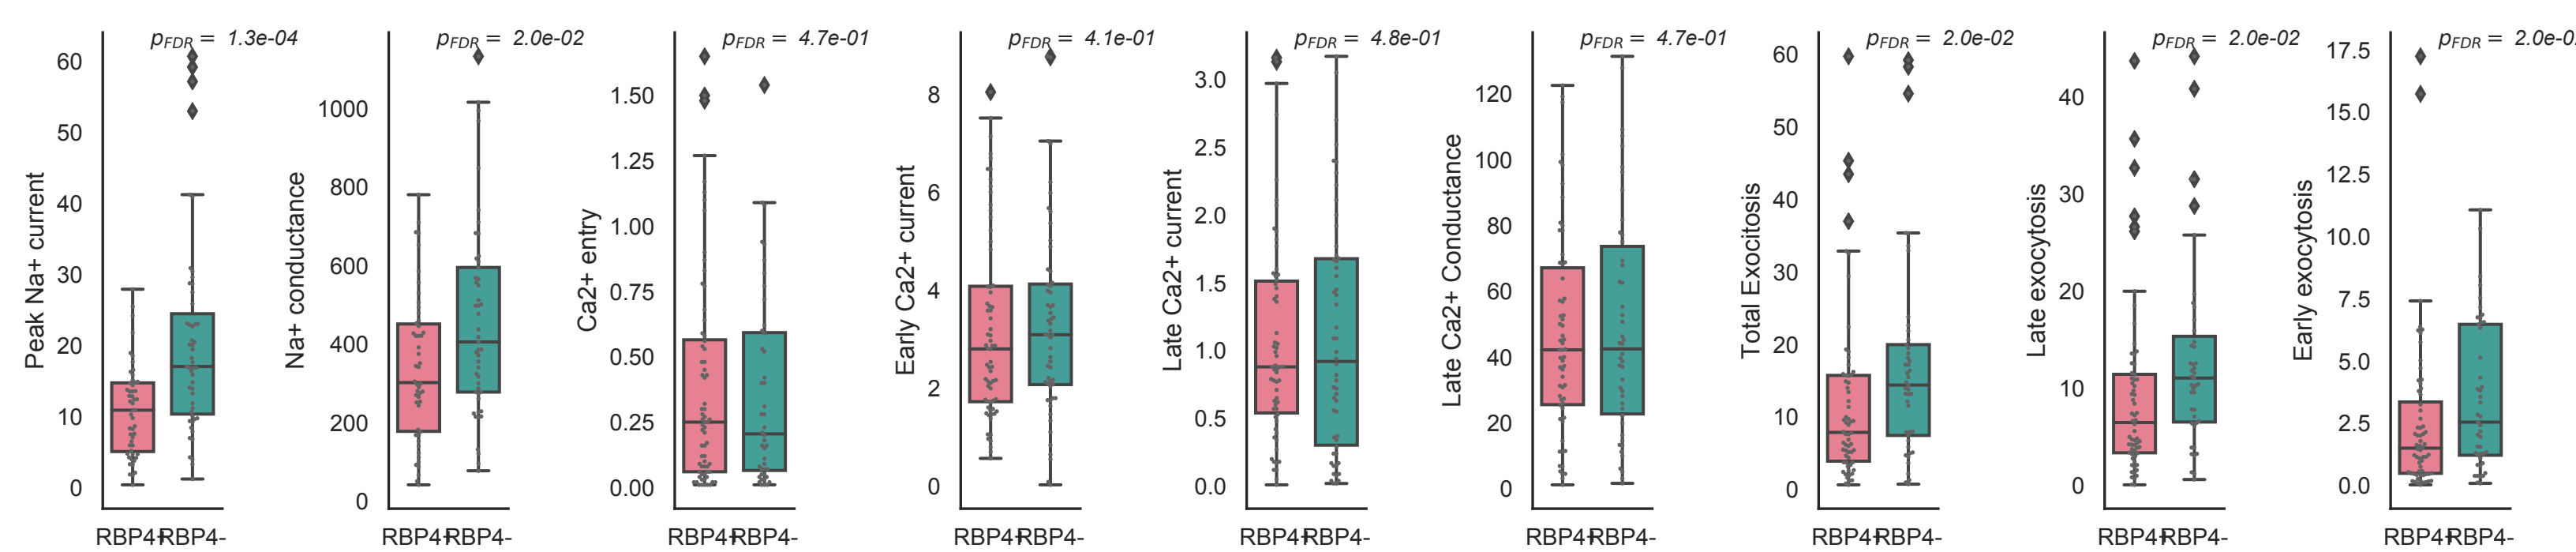 Peak Na+ current
60
50
40
30
20
10
0
pFDR = 1.3e-04
RBP4+
RBP4-
Na+ conductance
1000
800
600
400
200
0
pFDR = 2.0e-02
RBP4+
RBP4-
Ca2+ entry
1.50
1.25
1.00
0.75
0.50
0.25
0.00
pFDR = 4.7e-01
RBP4+
RBP4-
Early Ca2+ current
8
6
4
2
0
pFDR = 4.1e-01
RBP4+
RBP4-
Late Ca2+ current
3.0
2.5
2.0
1.5
1.0
0.5
0.0
pFDR = 4.8e-01
RBP4+
RBP4-
Late Ca2+ Conductance
120
100
80
60
40
20
0
pFDR = 4.7e-01
RBP4+
RBP4-
Total Exocitosis
60
50
40
30
20
10
0
pFDR = 2.0e-02
RBP4+
RBP4-
Late exocytosis
40
30
20
10
0
pFDR = 2.0e-02
RBP4+
RBP4-
Early exocytosis
17.5
15.0
12.5
10.0
7.5
5.0
2.5
0.0
pFDR = 2.0e-0
RBP4+
RBP4-